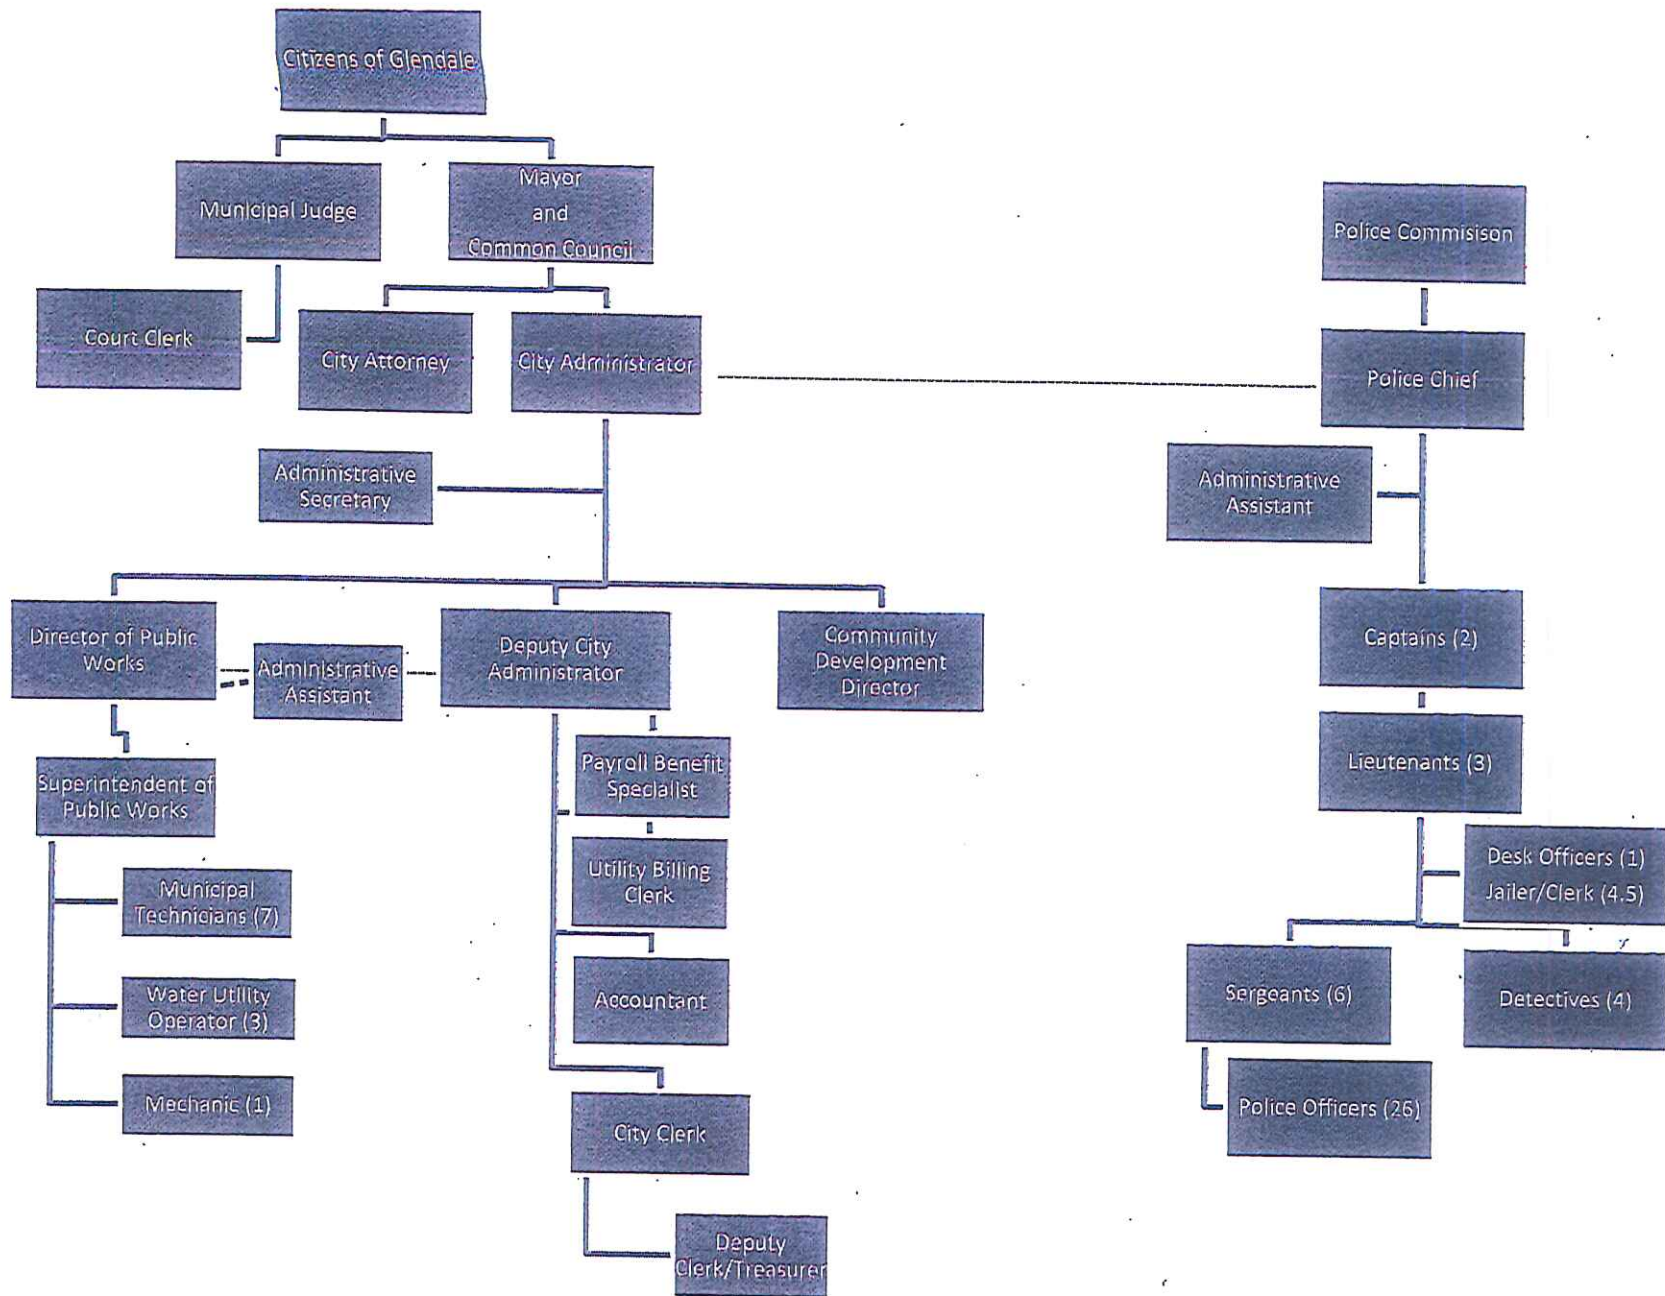 Citizens of Glendale
Municipal Judge
Mayor
and
Common Council
Police Commisison
Court Clerk
City Attorney
City Administrator
Police Chief
Administrative
Secretary
Administrative
Assistant
Director of Public
Works
Administrative
Assistant
Deputy City
Administrator
Community
Development
Director
Captains (2)
Superintendent of
Public Works
Payroll Benefit
Specialist
Lieutenants (3)
Municipal
Technicians (7)
Utility Billing
Clerk
Desk Officers (1)
Jailer/Clerk (4.5)
Water Utility
Operator (3)
Accountant
Sergeants (6)
Detectives (4)
Mechanic (1)
City Clerk
Police Officers (26)
Deputy
Clerk/Treasurer